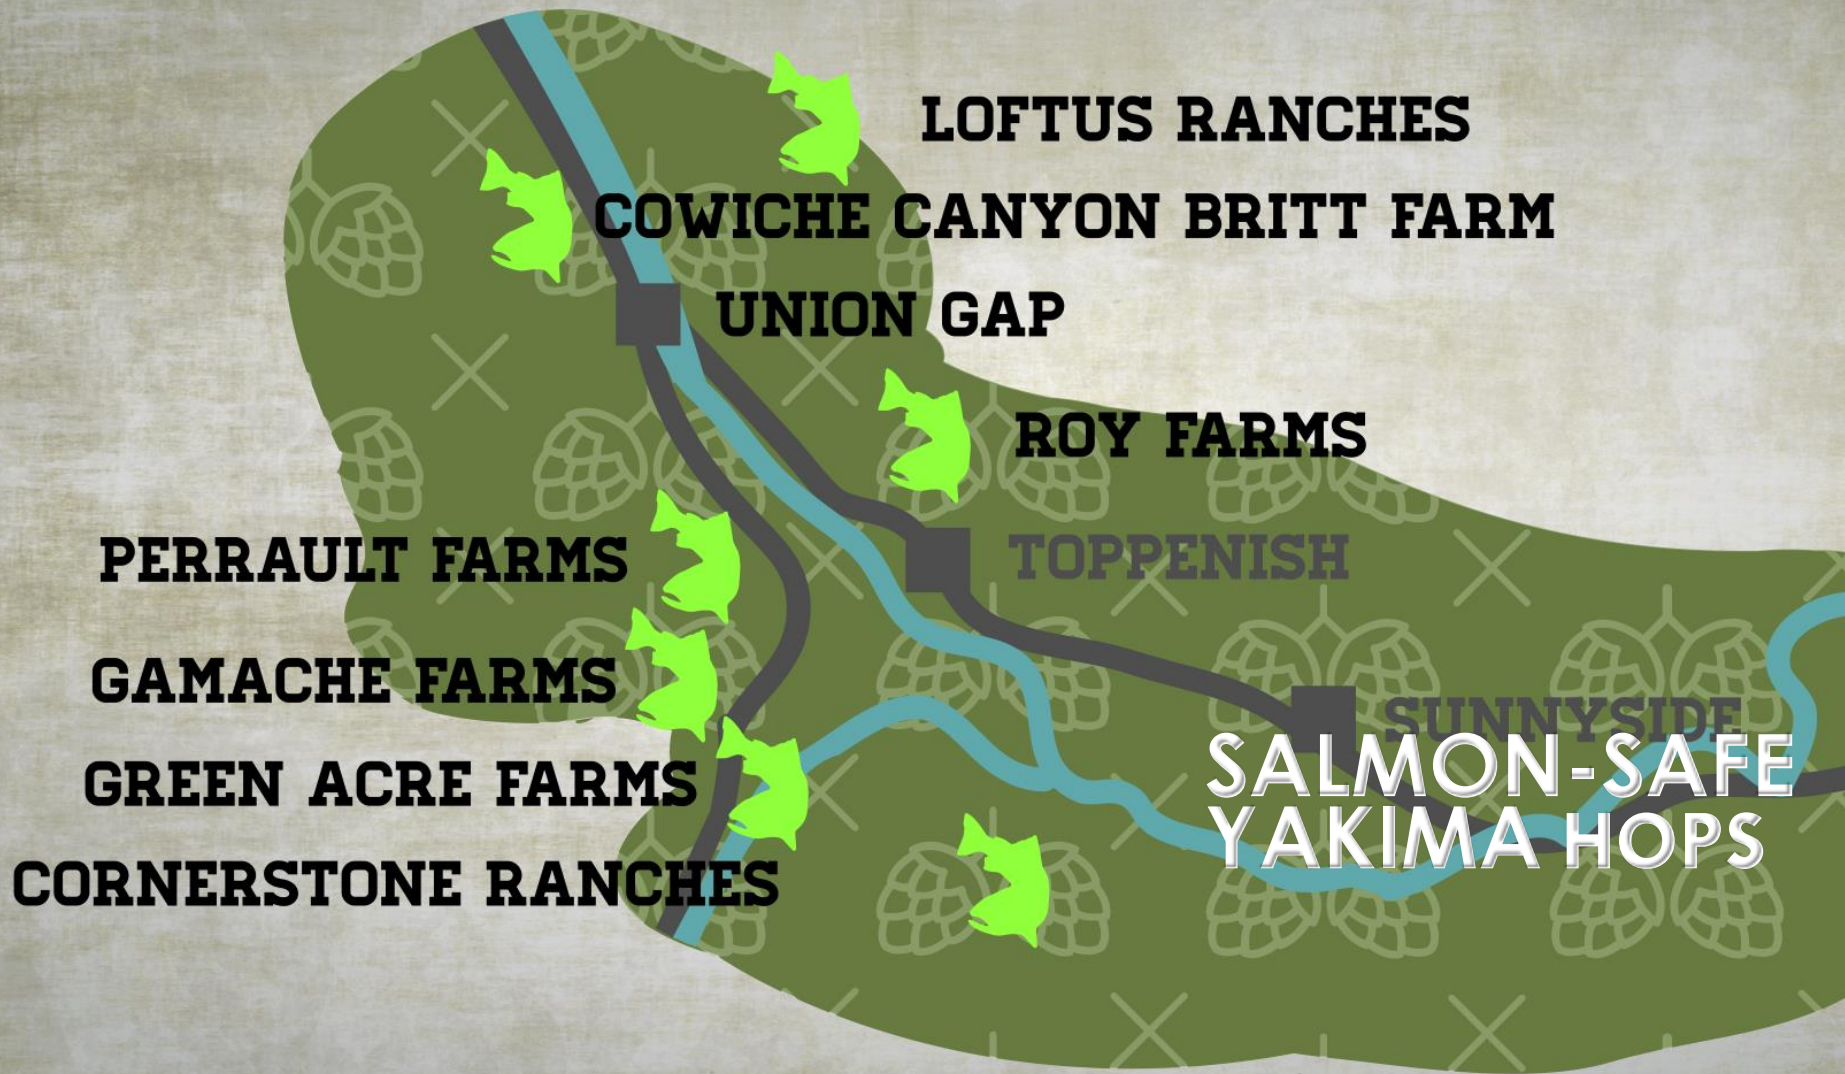 LOFTUS RANCHES
COWICHE CANYON BRITT FARM
UNION GAP
ROY FARMS
PERRAULT FARMS
TOPPENISH
GAMACHE FARMS
SUNNYSIDE
SALMON-SAFE
YAKIMA HOPS
GREEN ACRE FARMS
CORNERSTONE RANCHES